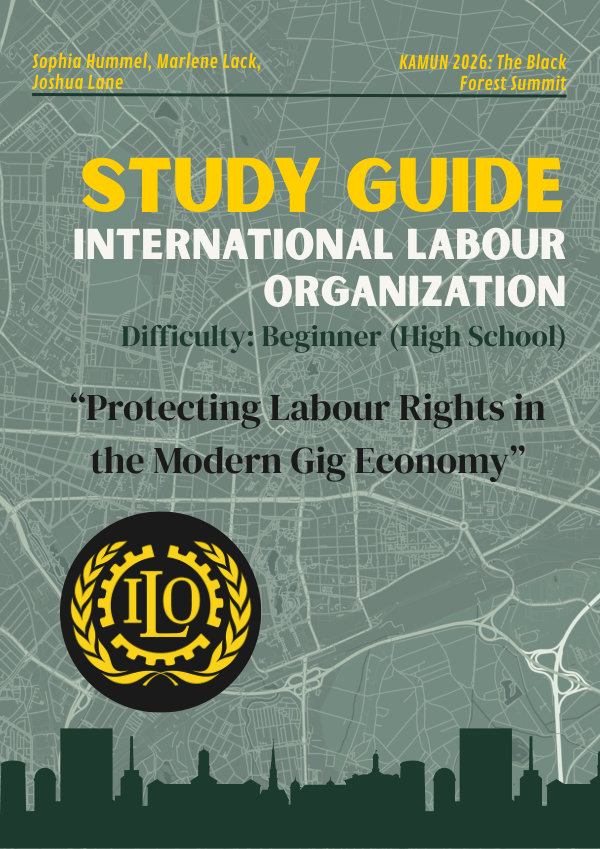 Sophia Hummel, Marlene Lack,
Joshua Lane
KAMUN 2026: The Black
Forest Summit
STUDY GUIDE
INTERNATIONAL LABOUR
ORGANIZATION
Difficulty: Beginner (High School)
“Protecting Labour Rights in
the Modern Gig Economy”
ILO